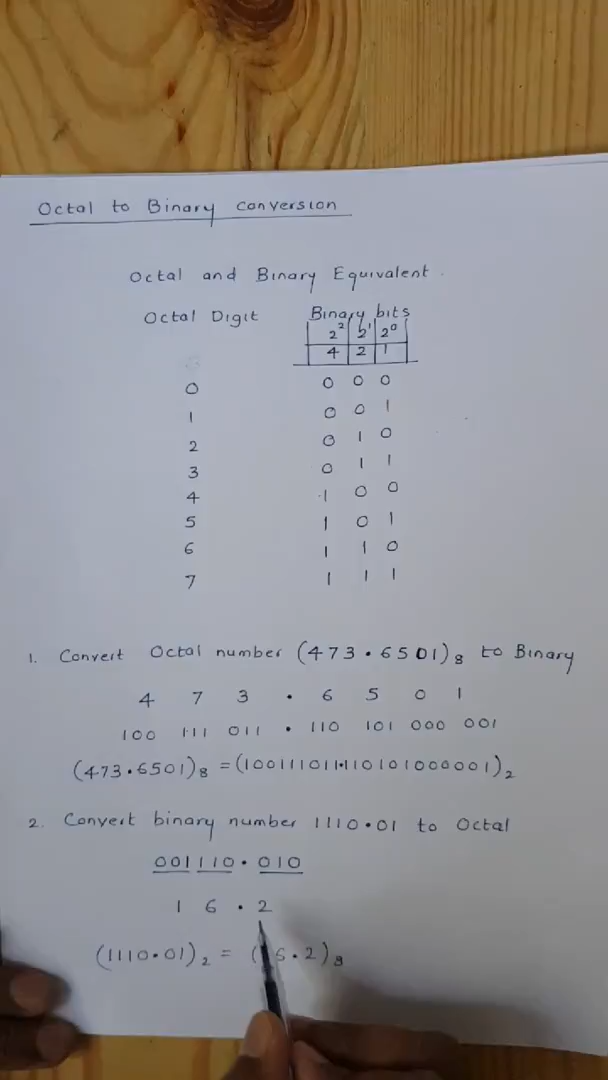 Octal to Binary conversion
Octal and Binary Equivalent.
Octal Digit Binary bits
2² 2¹ 2⁰
4 2 1
0 0 0 0
1 0 0 1
2 0 1 0
3 0 1 1
4 1 0 0
5 1 0 1
6 1 1 0
7 1 1 1
1. Convert Octal number (473.6501)₈ to Binary
4 7 3 . 6 5 0 1
100 111 011 . 110 101 000 001
(473.6501)₈ = (100111011.110101000001)₂
2. Convert binary number 1110.01 to Octal
001110.010
1 6 . 2
(1110.01)₂ = ( 6.2)₈